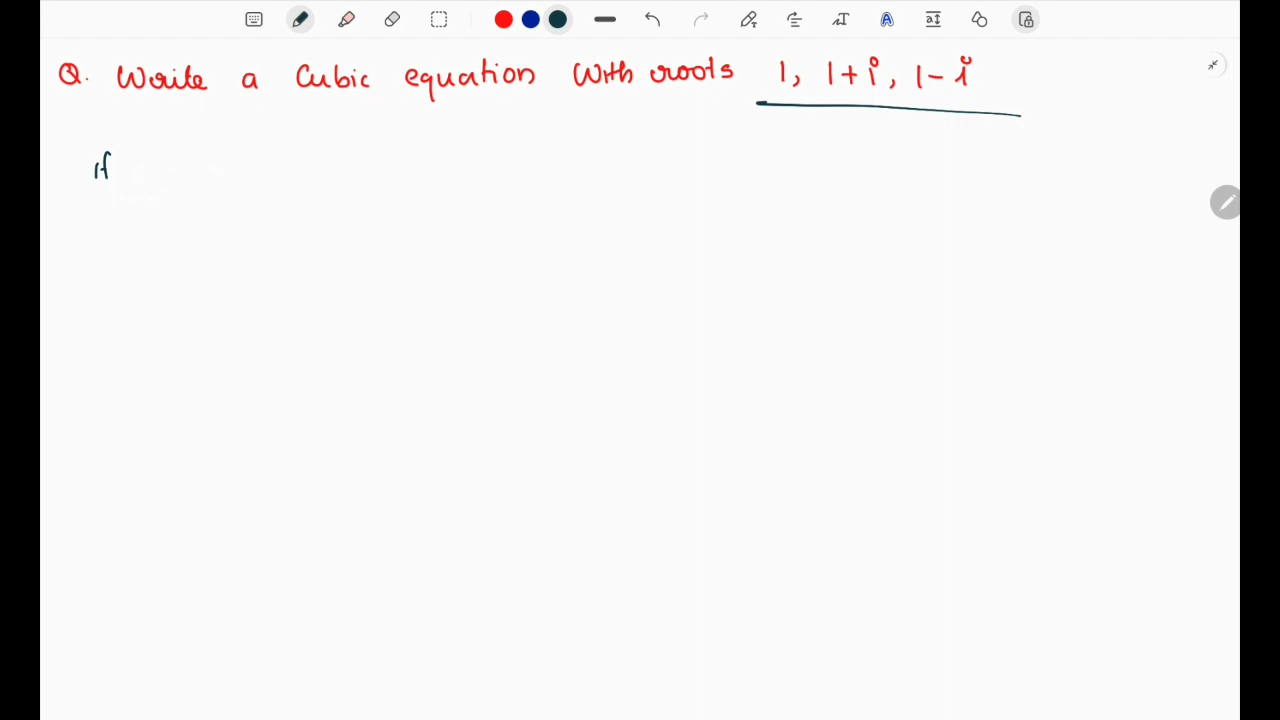 Q. Write a Cubic equation With roots 1, 1+i, 1-i
If